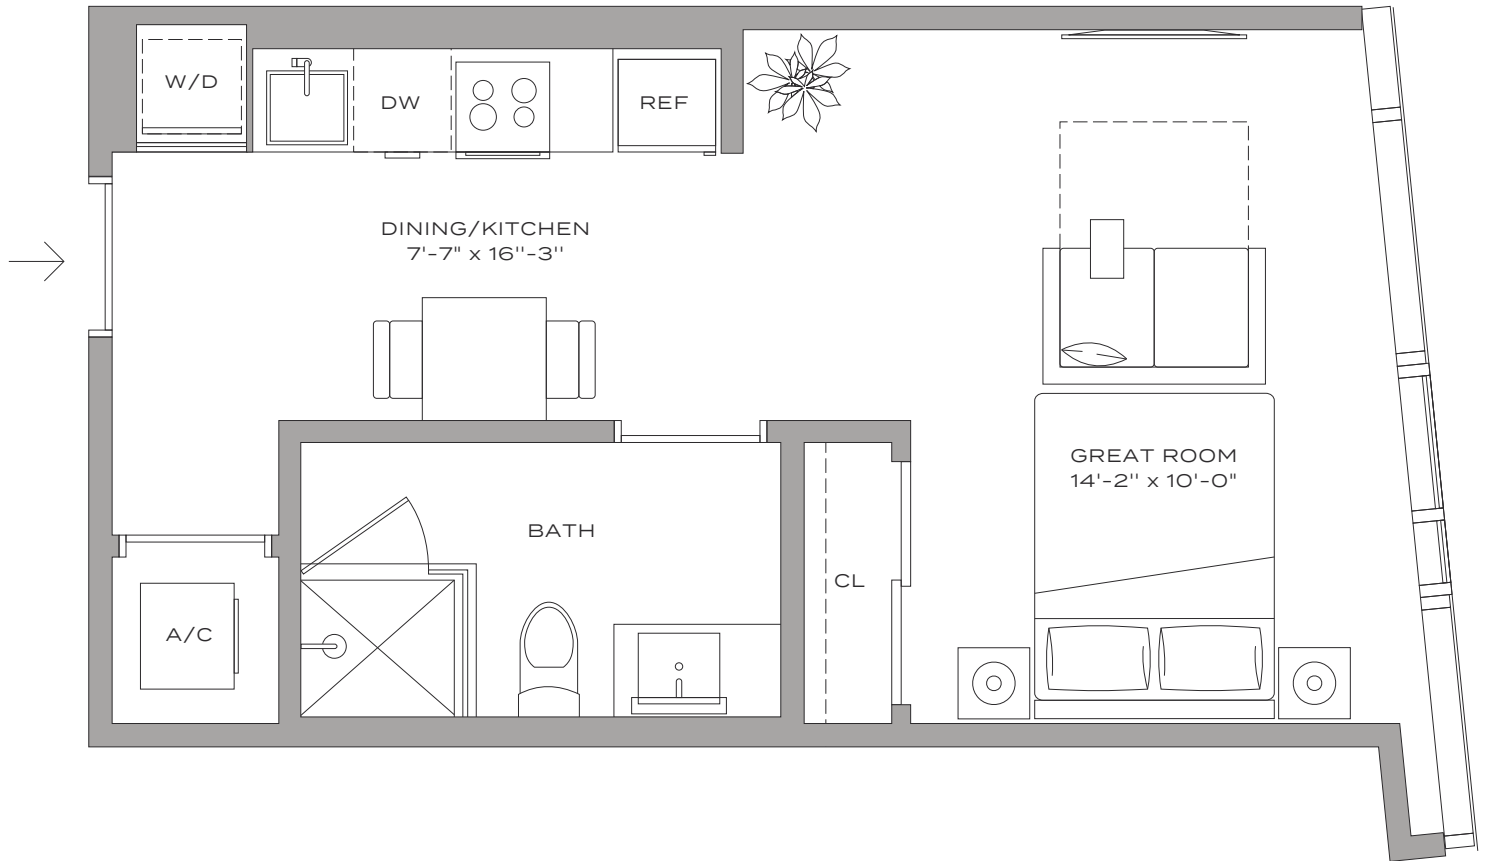 W/D
DW
REF
DINING/KITCHEN
7'-7" x 16''-3''
GREAT ROOM
14'-2'' x 10'-0"
BATH
CL
A/C